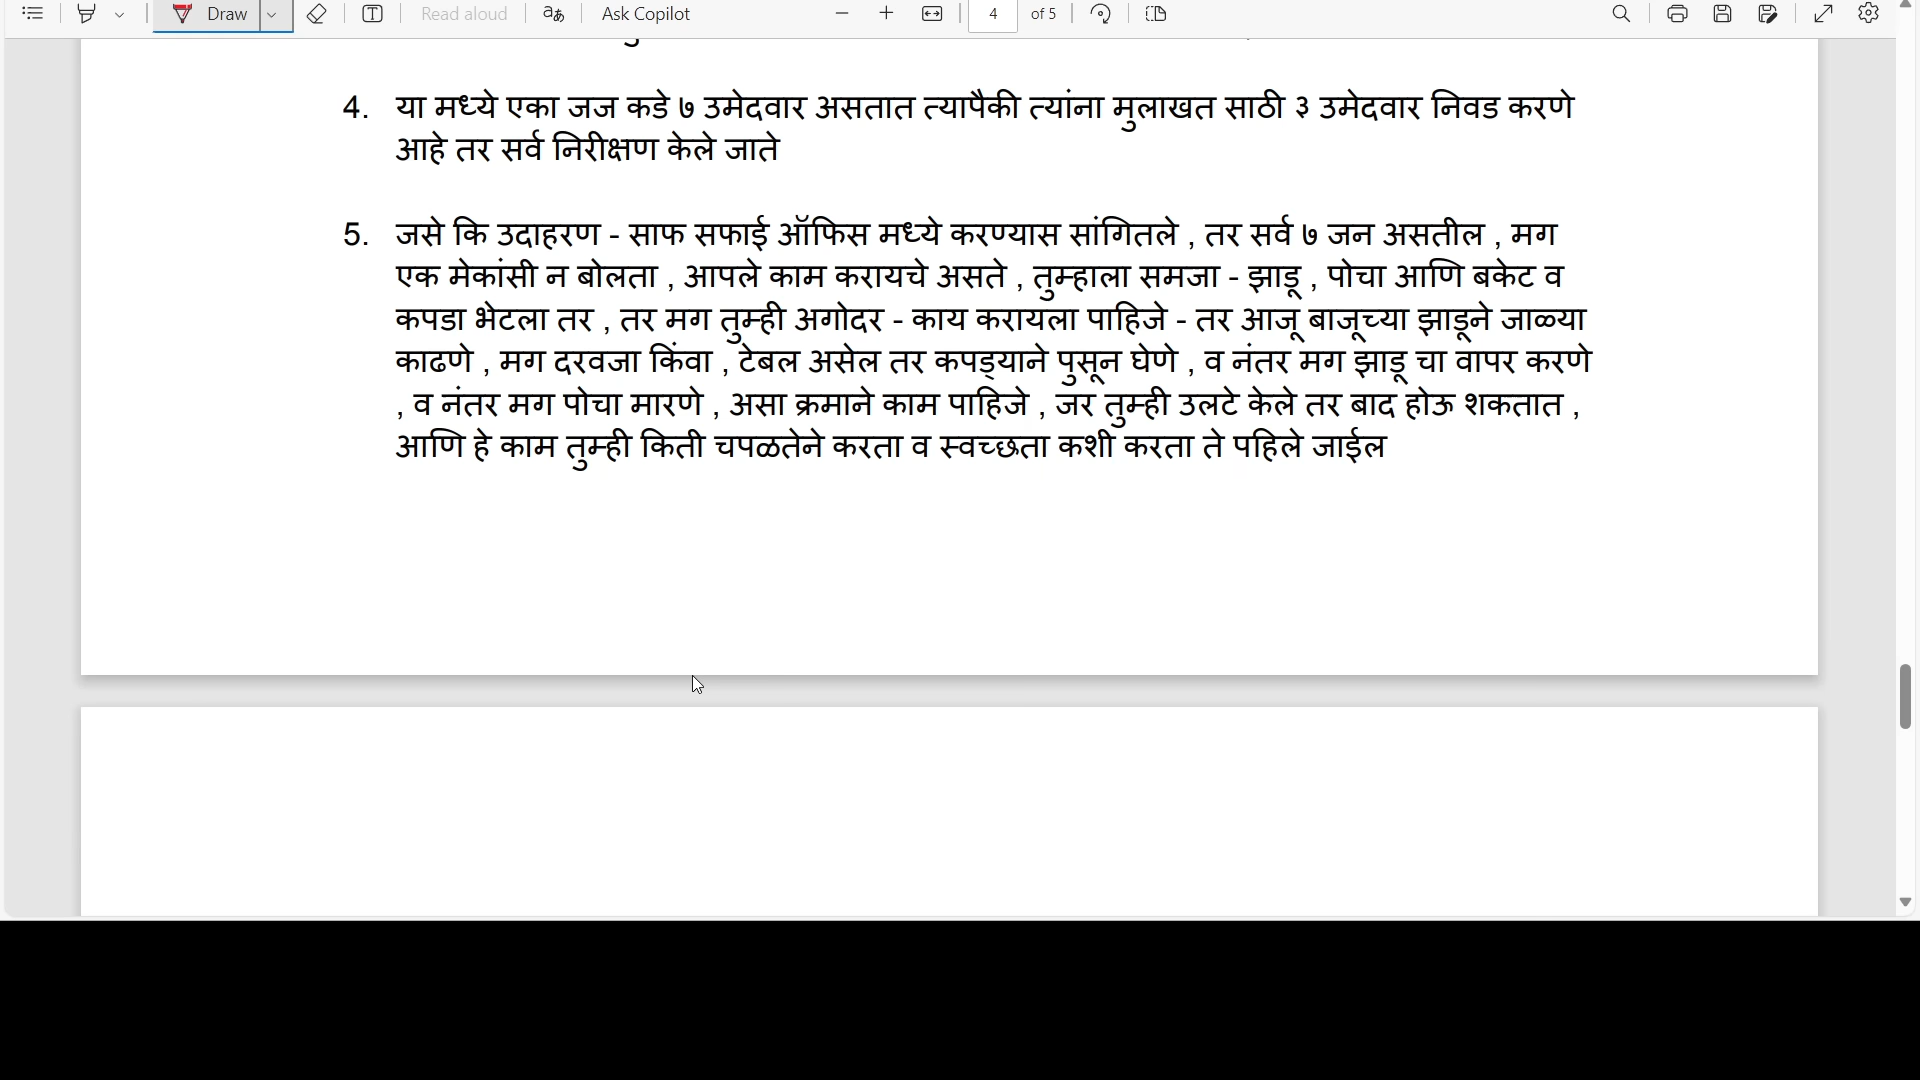 Draw Read aloud aあ Ask Copilot 4 of 5
4. या मध्ये एका जज कडे ७ उमेदवार असतात त्यापैकी त्यांना मुलाखत साठी ३ उमेदवार निवड करणे
आहे तर सर्व निरीक्षण केले जाते
5. जसे कि उदाहरण - साफ सफाई ऑफिस मध्ये करण्यास सांगितले , तर सर्व ७ जन असतील , मग
एक मेकांसी न बोलता , आपले काम करायचे असते , तुम्हाला समजा - झाडू , पोचा आणि बकेट व
कपडा भेटला तर , तर मग तुम्ही अगोदर - काय करायला पाहिजे - तर आजू बाजूच्या झाडूने जाळ्या
काढणे , मग दरवजा किंवा , टेबल असेल तर कपड्याने पुसून घेणे , व नंतर मग झाडू चा वापर करणे
, व नंतर मग पोचा मारणे , असा क्रमाने काम पाहिजे , जर तुम्ही उलटे केले तर बाद होऊ शकतात ,
आणि हे काम तुम्ही किती चपळतेने करता व स्वच्छता कशी करता ते पहिले जाईल